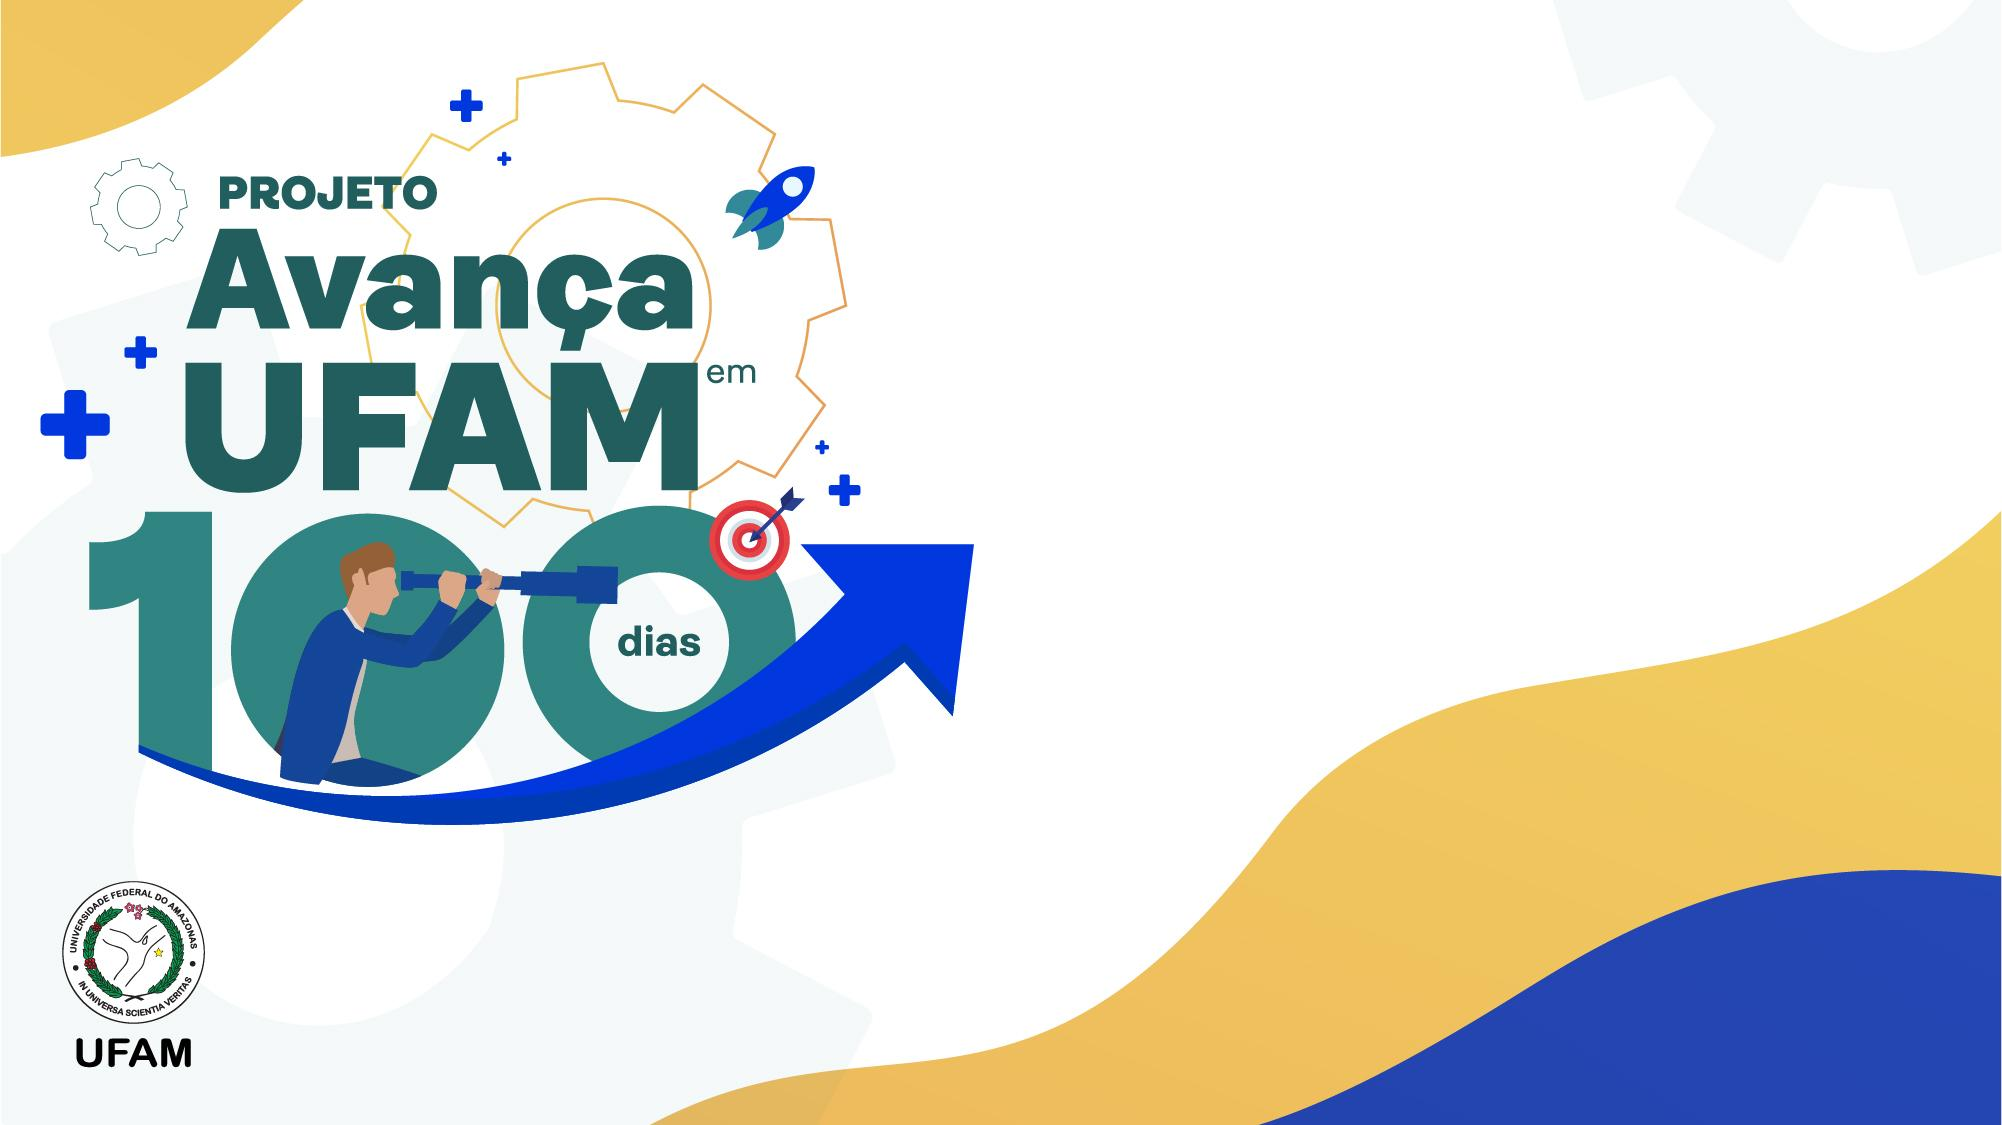 PROJETO
Avança
UFAM em
100
dias
UNIVERSIDADE FEDERAL DO AMAZONAS
IN UNIVERSA SCIENTIA VERITAS
UFAM